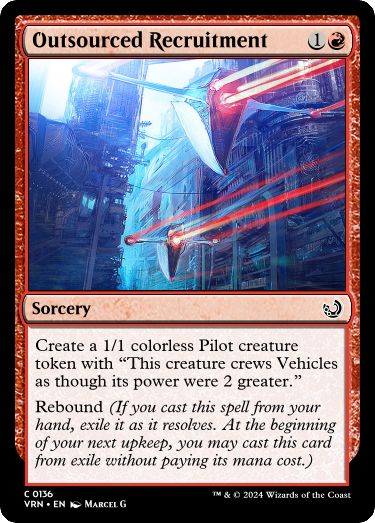 Outsourced Recruitment 1
Sorcery
Create a 1/1 colorless Pilot creature
token with “This creature crews Vehicles
as though its power were 2 greater.”
Rebound (If you cast this spell from your
hand, exile it as it resolves. At the beginning
of your next upkeep, you may cast this card
from exile without paying its mana cost.)
C 0136
VRN • EN Marcel G
™ & © 2024 Wizards of the Coast